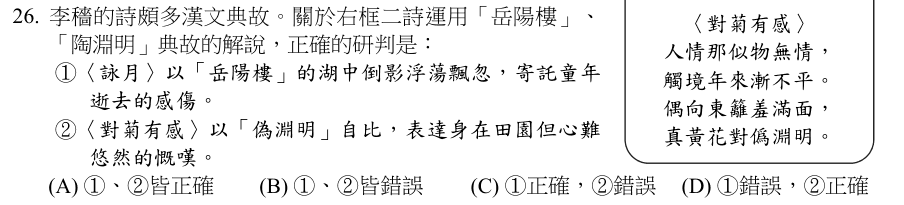 26. 李穡的詩頗多漢文典故。關於右框二詩運用「岳陽樓」、
「陶淵明」典故的解說，正確的研判是：
①〈詠月〉以「岳陽樓」的湖中倒影浮蕩飄忽，寄託童年
逝去的感傷。
②〈對菊有感〉以「偽淵明」自比，表達身在田園但心難
悠然的慨嘆。
(A) ①、②皆正確 (B) ①、②皆錯誤 (C) ①正確，②錯誤 (D) ①錯誤，②正確
〈對菊有感〉
人情那似物無情，
觸境年來漸不平。
偶向東籬羞滿面，
真黃花對偽淵明。